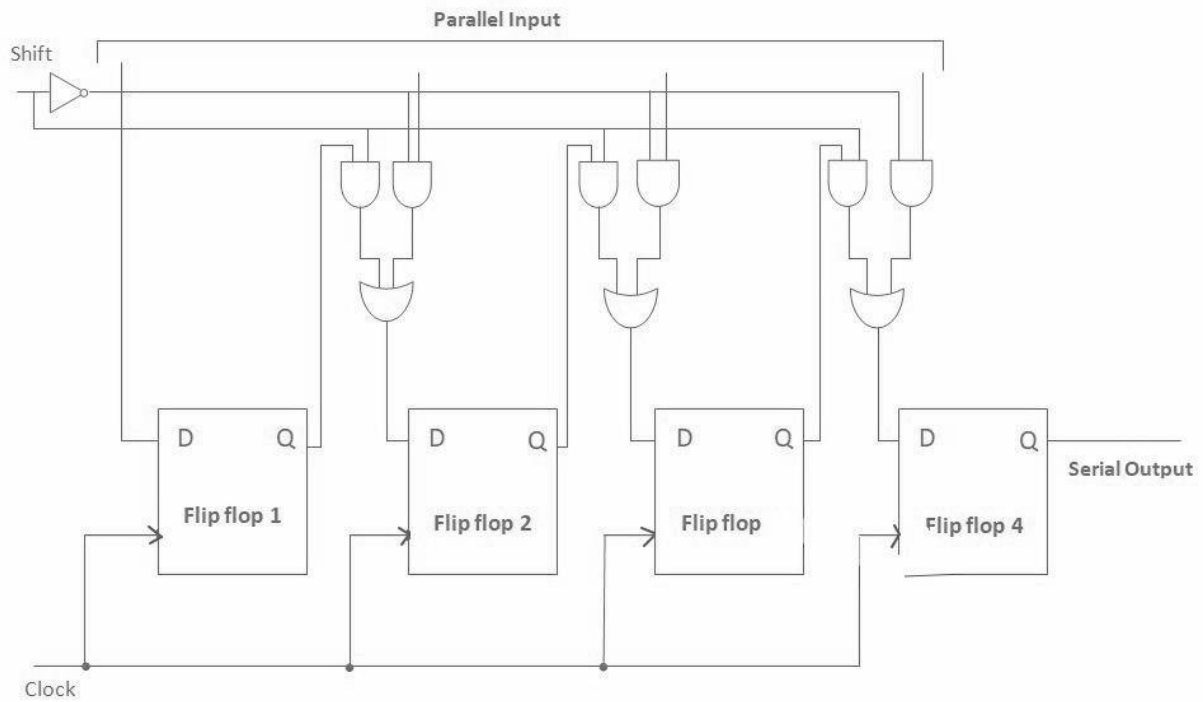 Parallel Input
Shift
D Q
D Q
D Q
D Q
Serial Output
Flip flop 1
Flip flop 2
Flip flop
Flip flop 4
Clock